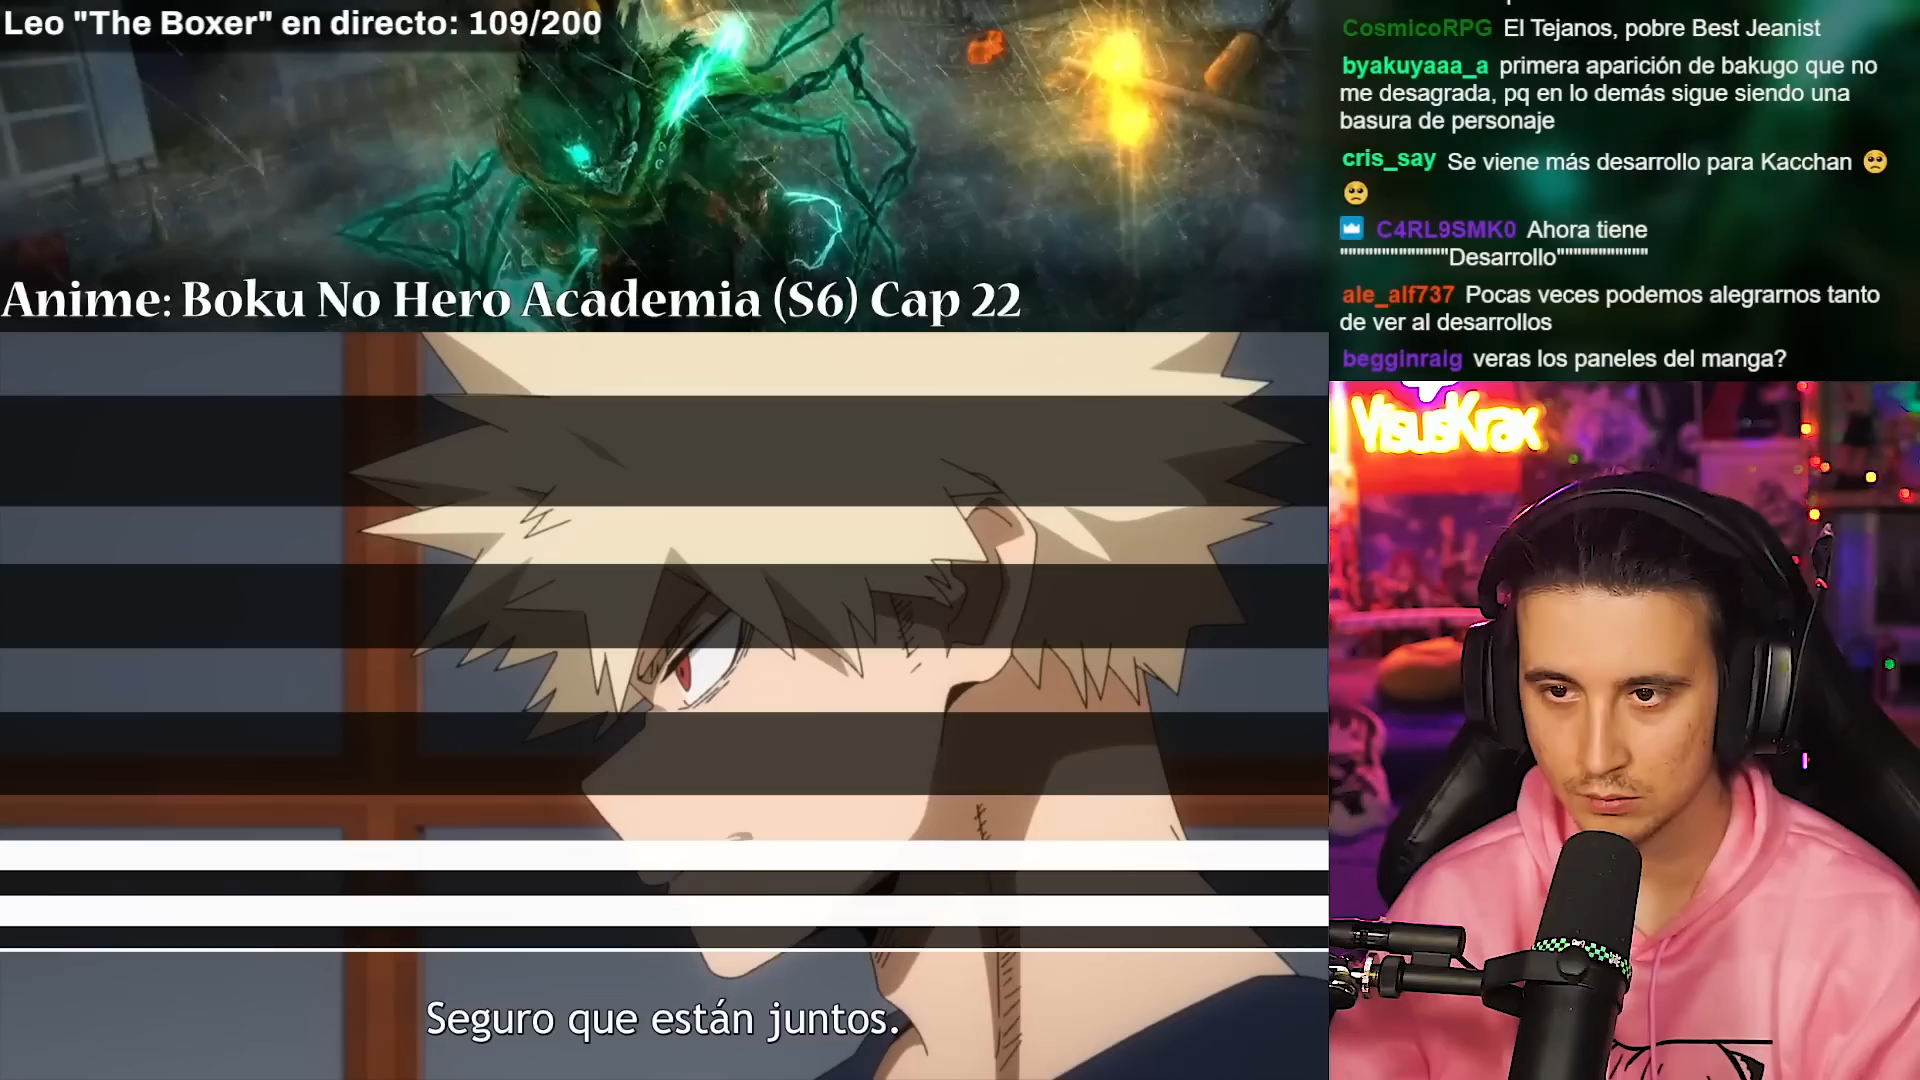 Leo "The Boxer" en directo: 109/200
Anime: Boku No Hero Academia (S6) Cap 22
Seguro que están juntos.
CosmicoRPG El Tejanos, pobre Best Jeanist
byakuyaaa_a primera aparición de bakugo que no
me desagrada, pq en lo demás sigue siendo una
basura de personaje
cris_say Se viene más desarrollo para Kacchan 🥺
🥺
C4RL9SMK0 Ahora tiene
""""""""""""""Desarrollo""""""""""""
ale_alf737 Pocas veces podemos alegrarnos tanto
de ver al desarrollos
begginraig veras los paneles del manga?
VisusKrax